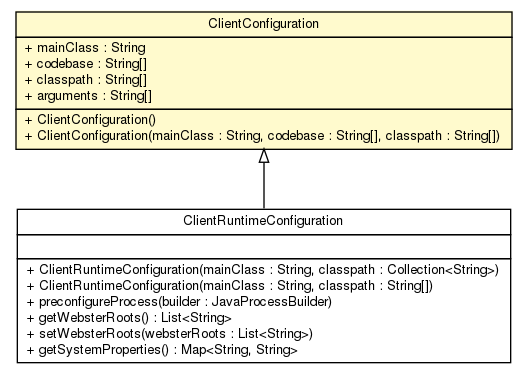 ClientConfiguration
+ mainClass : String
+ codebase : String[]
+ classpath : String[]
+ arguments : String[]
+ ClientConfiguration()
+ ClientConfiguration(mainClass : String, codebase : String[], classpath : String[])
ClientRuntimeConfiguration
+ ClientRuntimeConfiguration(mainClass : String, classpath : Collection<String>)
+ ClientRuntimeConfiguration(mainClass : String, classpath : String[])
+ preconfigureProcess(builder : JavaProcessBuilder)
+ getWebsterRoots() : List<String>
+ setWebsterRoots(websterRoots : List<String>)
+ getSystemProperties() : Map<String, String>